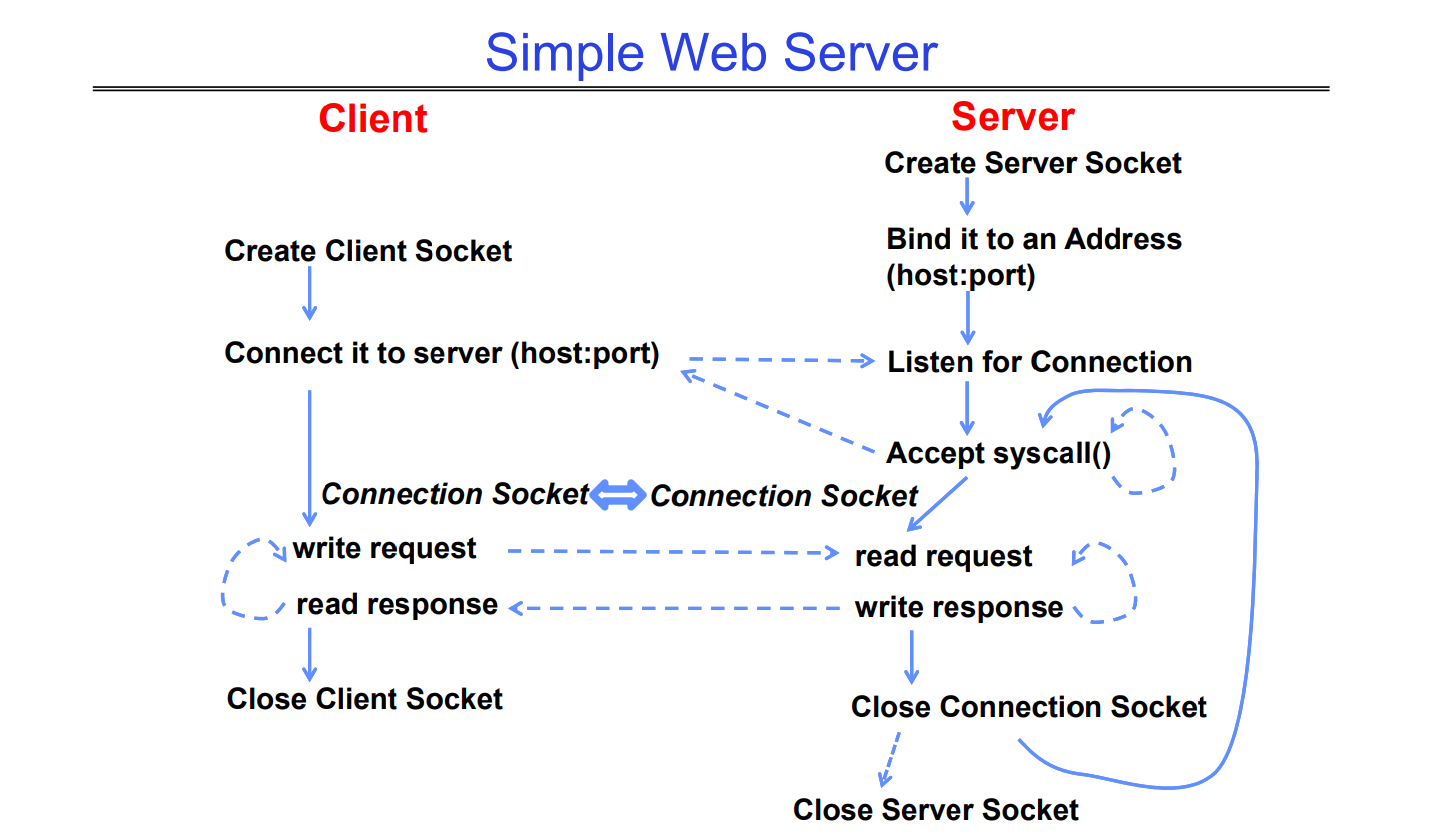 Simple Web Server
Client
Server
Create Server Socket
Create Client Socket
Bind it to an Address
(host:port)
Connect it to server (host:port)
Listen for Connection
Accept syscall()
Connection Socket
Connection Socket
write request
read request
read response
write response
Close Client Socket
Close Connection Socket
Close Server Socket